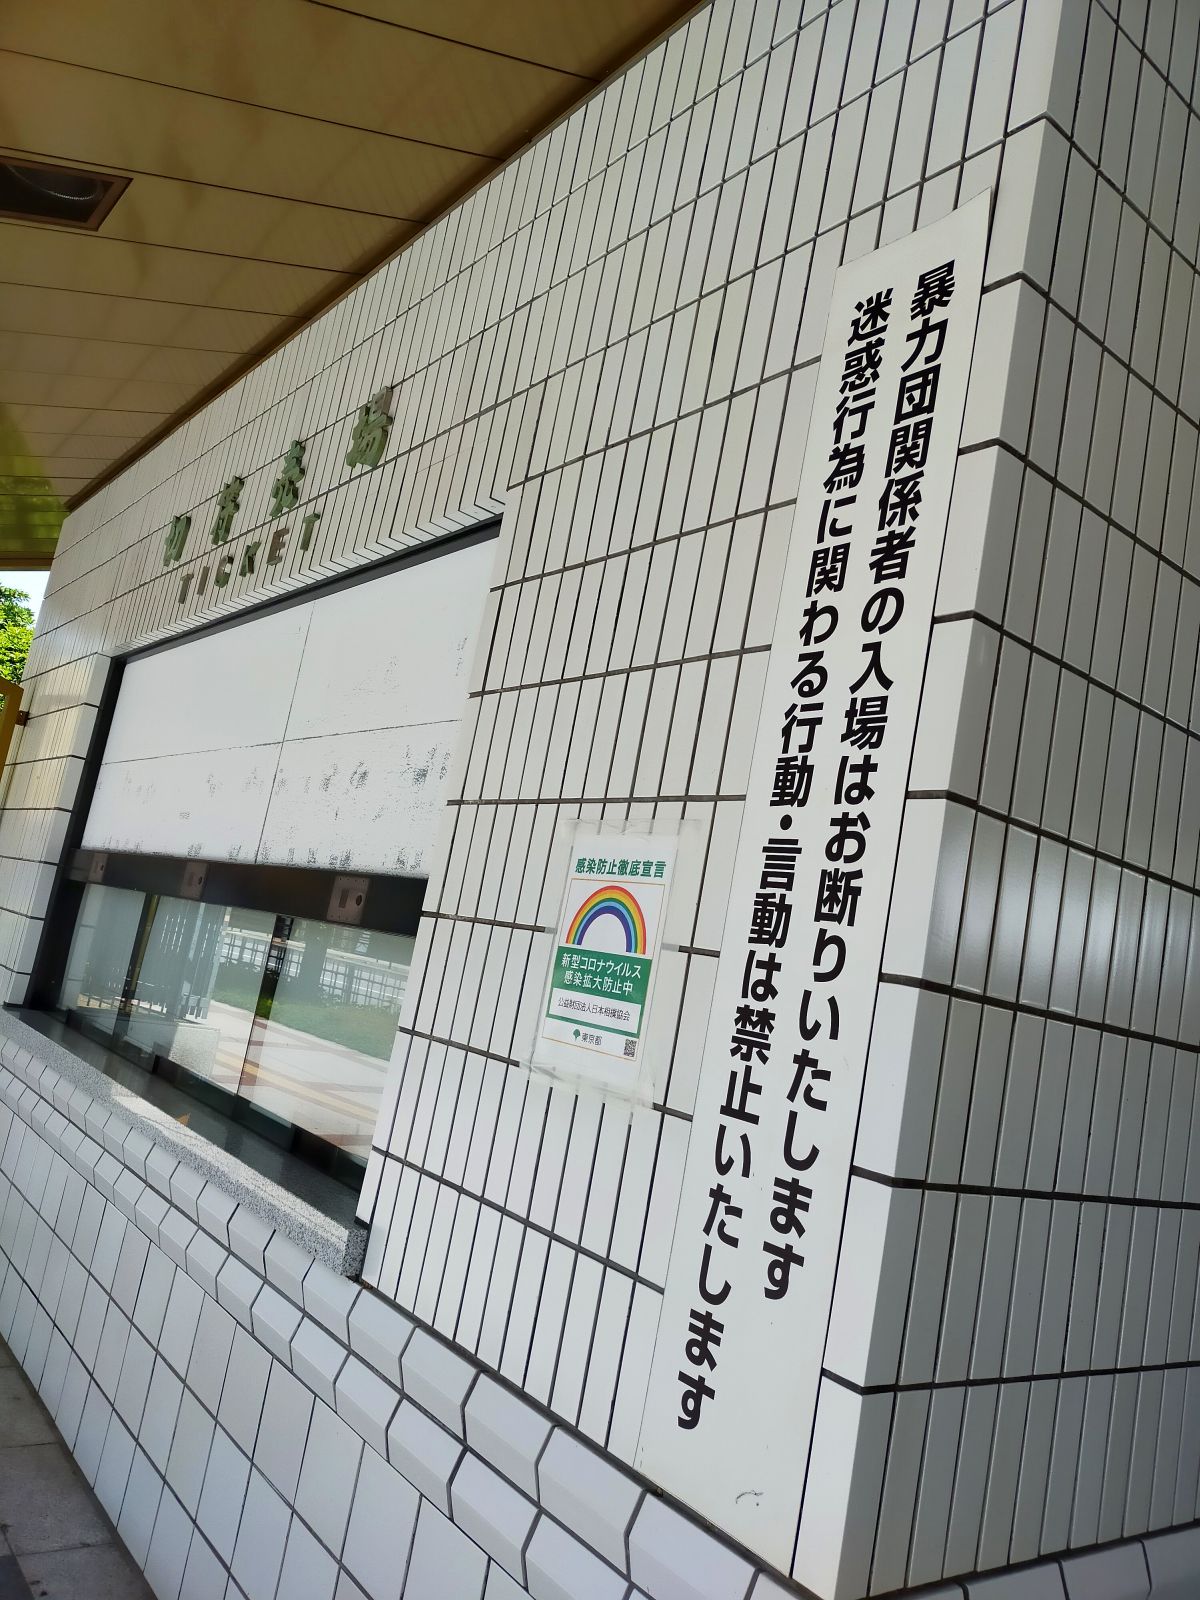 暴力団関係者の入場はお断りいたします
迷惑行為に関わる行動・言動は禁止いたします
切符売場
TICKET
感染防止徹底宣言
新型コロナウイルス
感染拡大防止中
公益財団法人日本相撲協会
東京都